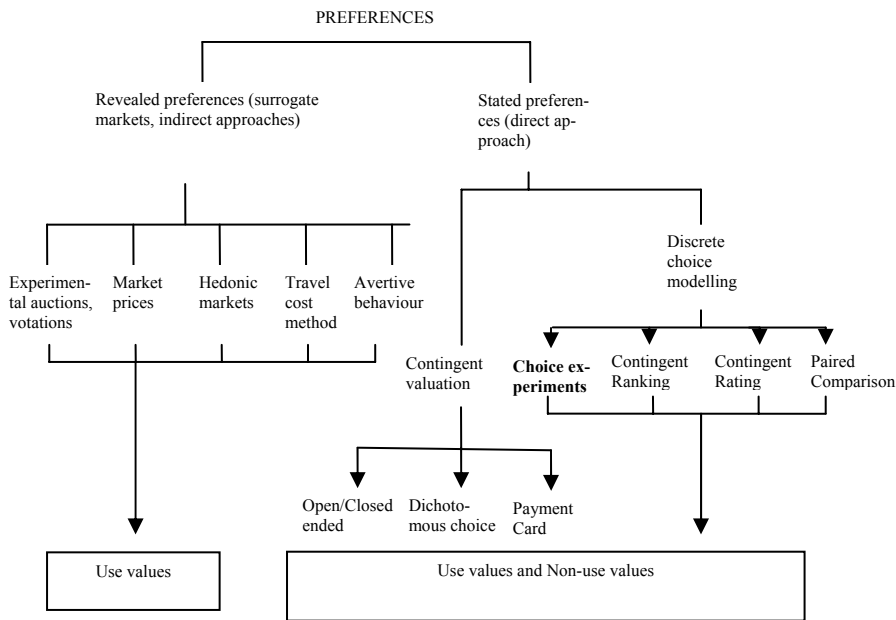 PREFERENCES
Revealed preferences (surrogate
markets, indirect approaches)
Stated preferen-
ces (direct ap-
proach)
Discrete
choice
modelling
Experimen-
tal auctions,
votations
Market
prices
Hedonic
markets
Travel
cost
method
Avertive
behaviour
Contingent
valuation
Choice ex-
periments
Contingent
Ranking
Contingent
Rating
Paired
Comparison
Open/Closed
ended
Dichoto-
mous choice
Payment
Card
Use values
Use values and Non-use values